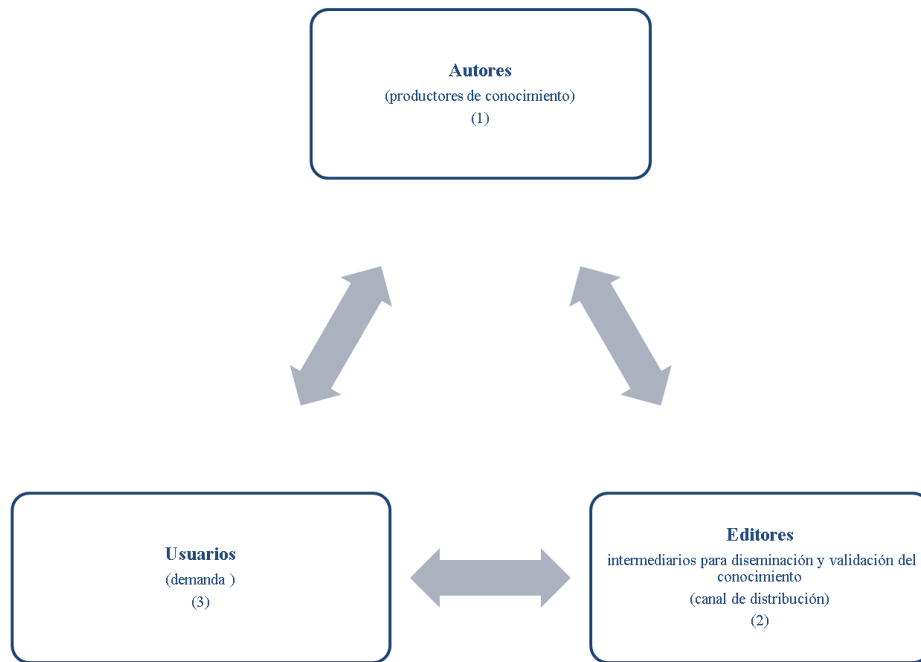 Autores
(productores de conocimiento)
(1)
Usuarios
(demanda )
(3)
Editores
intermediarios para diseminación y validación del
conocimiento
(canal de distribución)
(2)